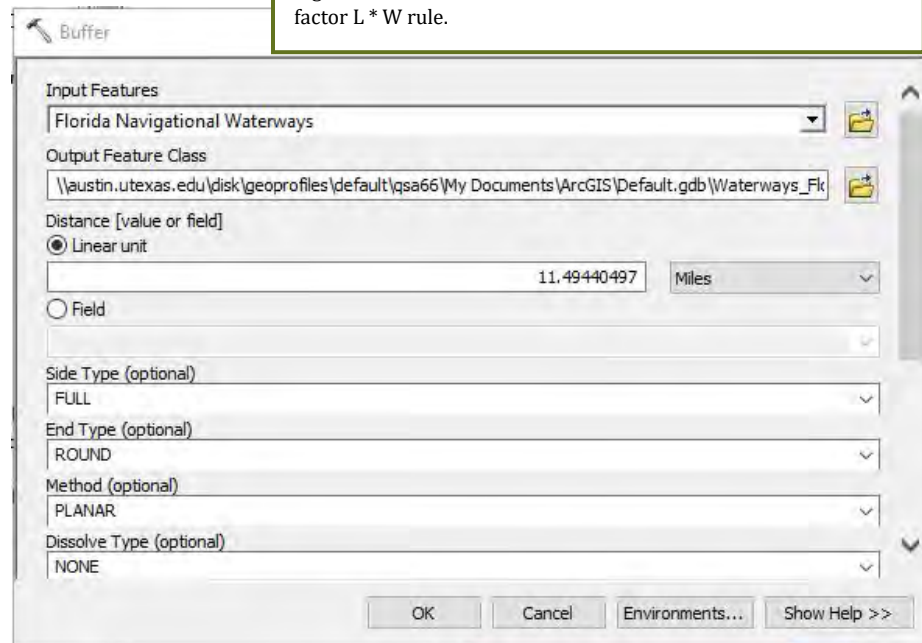 factor L * W rule.
Buffer
Input Features
Florida Navigational Waterways
Output Feature Class
\\austin.utexas.edu\disk\geoprofiles\default\qsa66\My Documents\ArcGIS\Default.gdb\Waterways_Flo
Distance [value or field]
Linear unit
11.49440497 Miles
Field
Side Type (optional)
FULL
End Type (optional)
ROUND
Method (optional)
PLANAR
Dissolve Type (optional)
NONE
OK Cancel Environments... Show Help >>